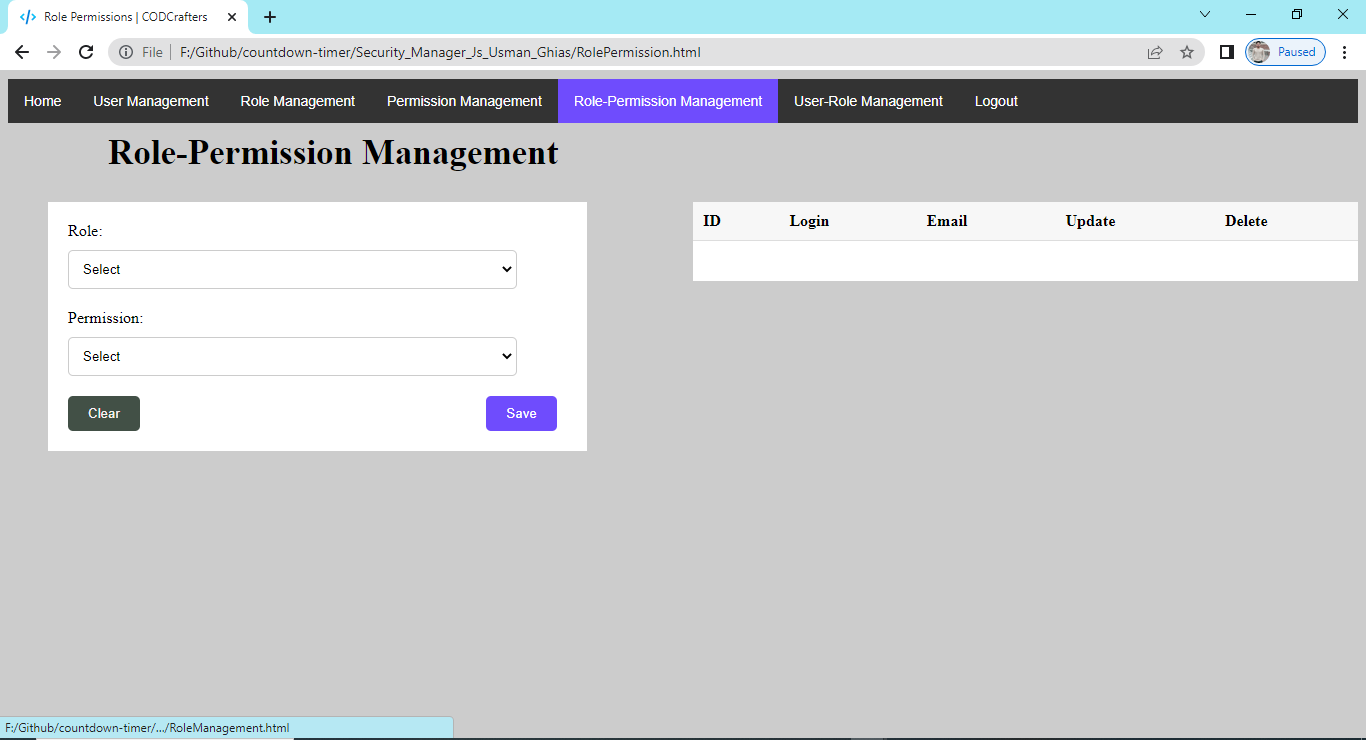 Role Permissions | CODCrafters
File
F:/Github/countdown-timer/Security_Manager_Js_Usman_Ghias/RolePermission.html
Paused
Home User Management Role Management Permission Management Role-Permission Management User-Role Management Logout
Role-Permission Management
Role:
Select
Permission:
Select
Clear Save
ID Login Email Update Delete
F:/Github/countdown-timer/.../RoleManagement.html